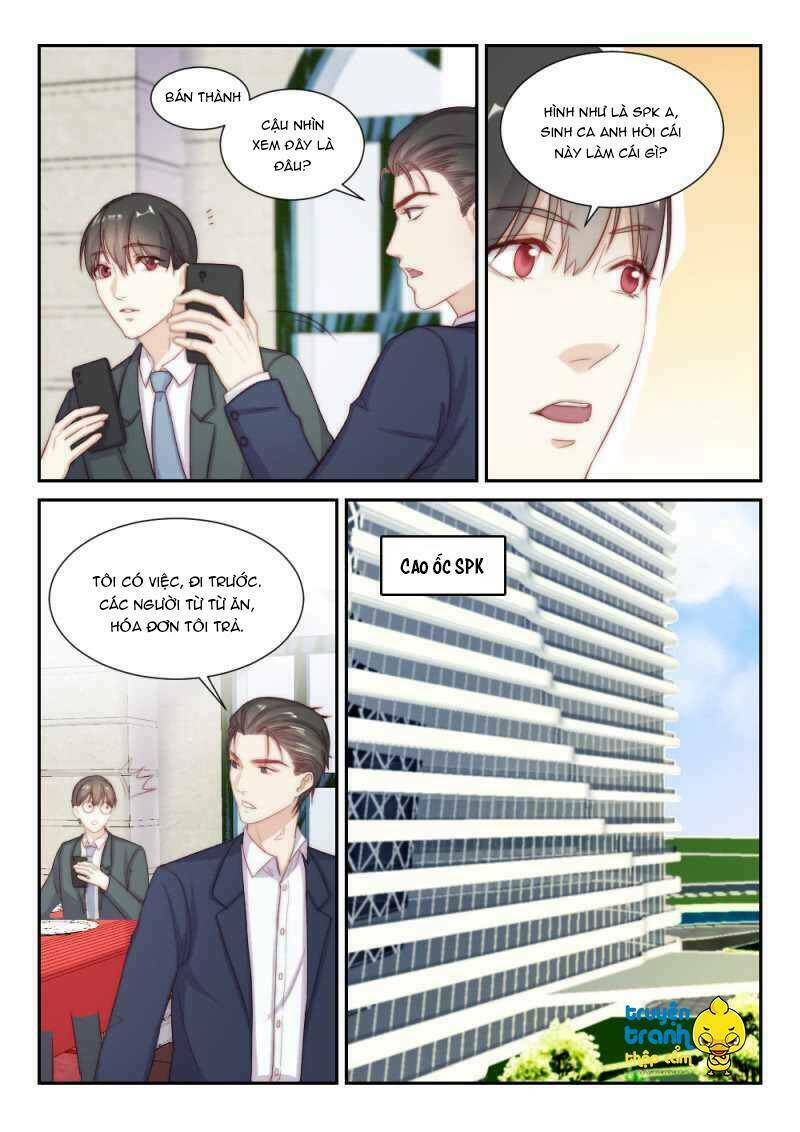 BÁN THÀNH
CẬU NHÌN
XEM ĐÂY LÀ
ĐÂU?
HÌNH NHƯ LÀ SPK A,
SINH CA ANH HỎI CÁI
NÀY LÀM CÁI GÌ?
TÔI CÓ VIỆC, ĐI TRƯỚC.
CÁC NGƯỜI TỪ TỪ ĂN,
HÓA ĐƠN TÔI TRẢ.
CAO ỐC SPK
truyện
tranh
thập cẩm